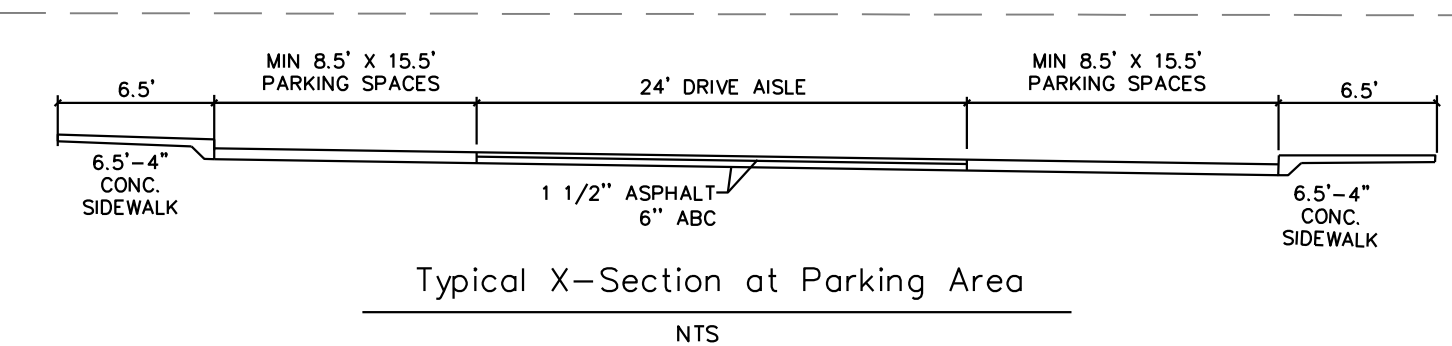 6.5'
MIN 8.5' X 15.5'
PARKING SPACES
24' DRIVE AISLE
MIN 8.5' X 15.5'
PARKING SPACES
6.5'
6.5'-4"
CONC.
SIDEWALK
1 1/2" ASPHALT
6" ABC
6.5'-4"
CONC.
SIDEWALK
Typical X-Section at Parking Area
NTS